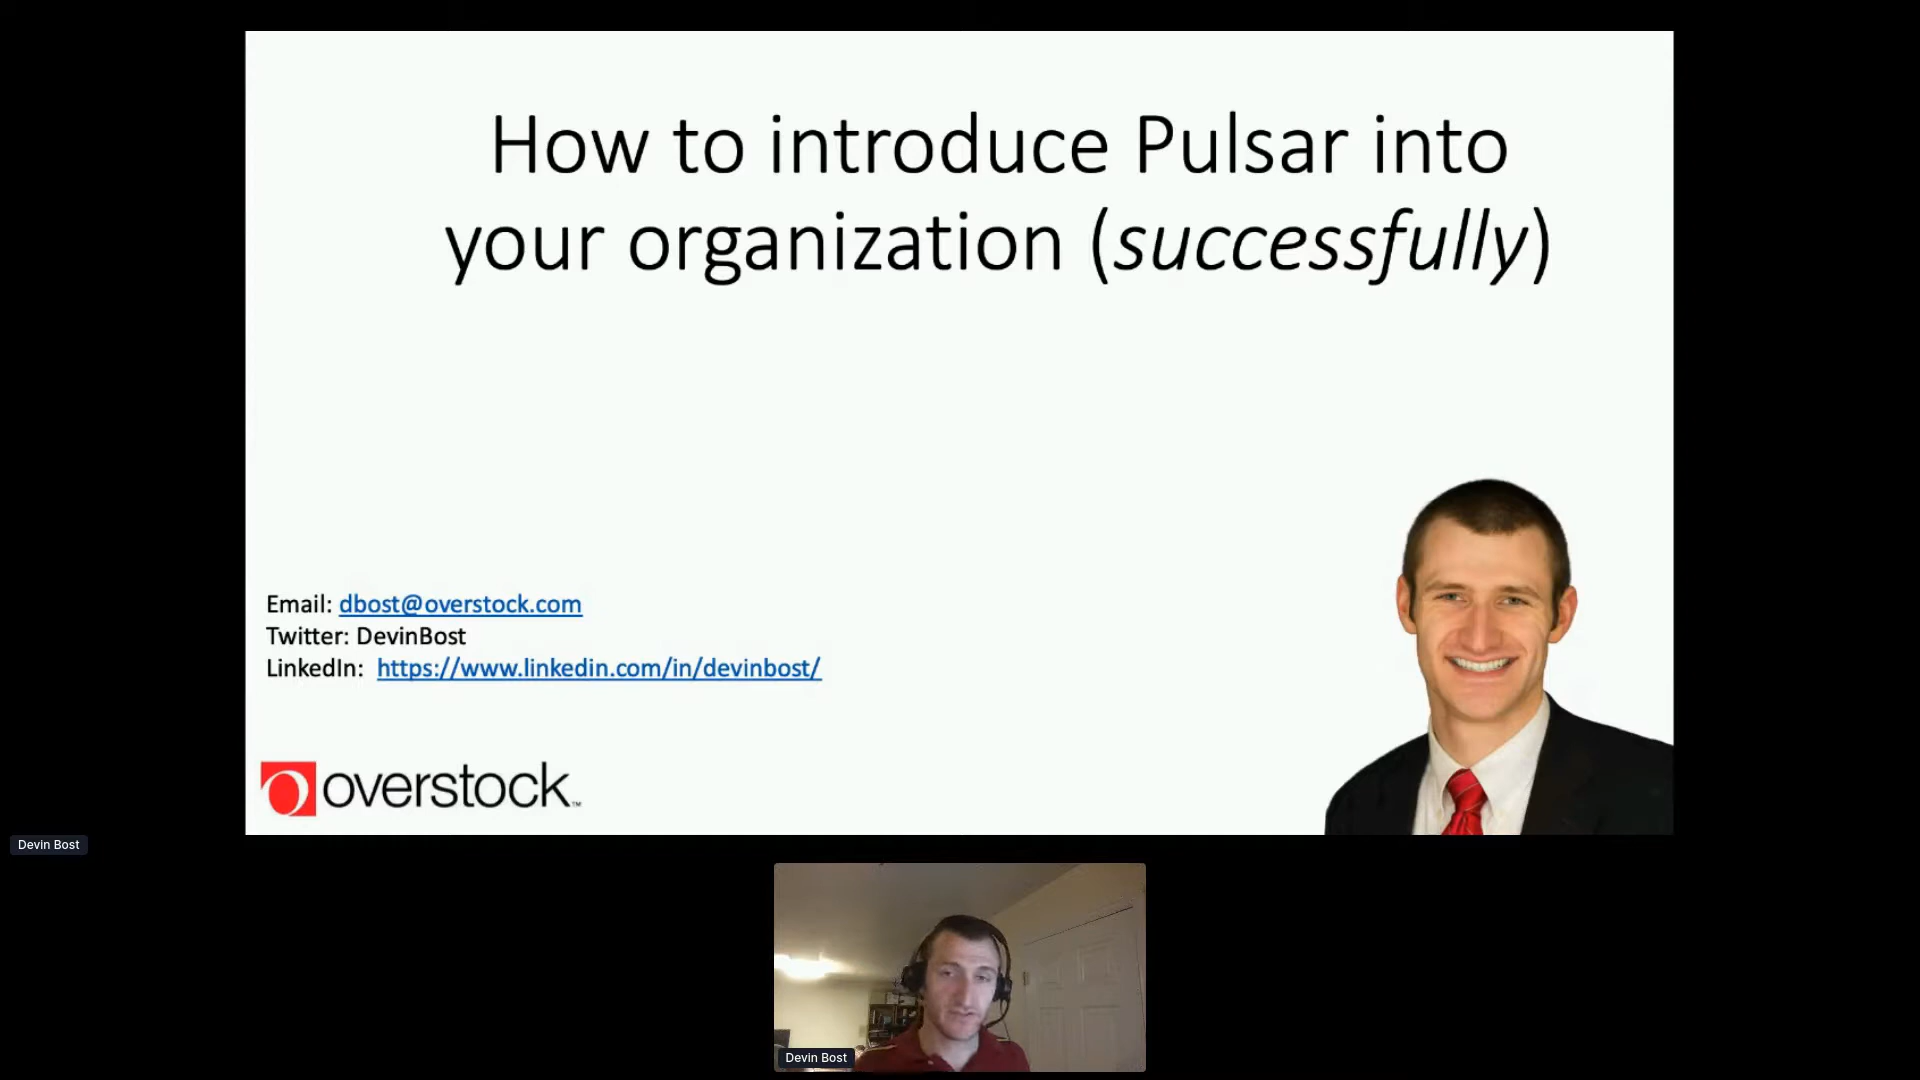 How to introduce Pulsar into
your organization (successfully)
Email: dbost@overstock.com
Twitter: DevinBost
LinkedIn: https://www.linkedin.com/in/devinbost/
overstock™
Devin Bost
Devin Bost